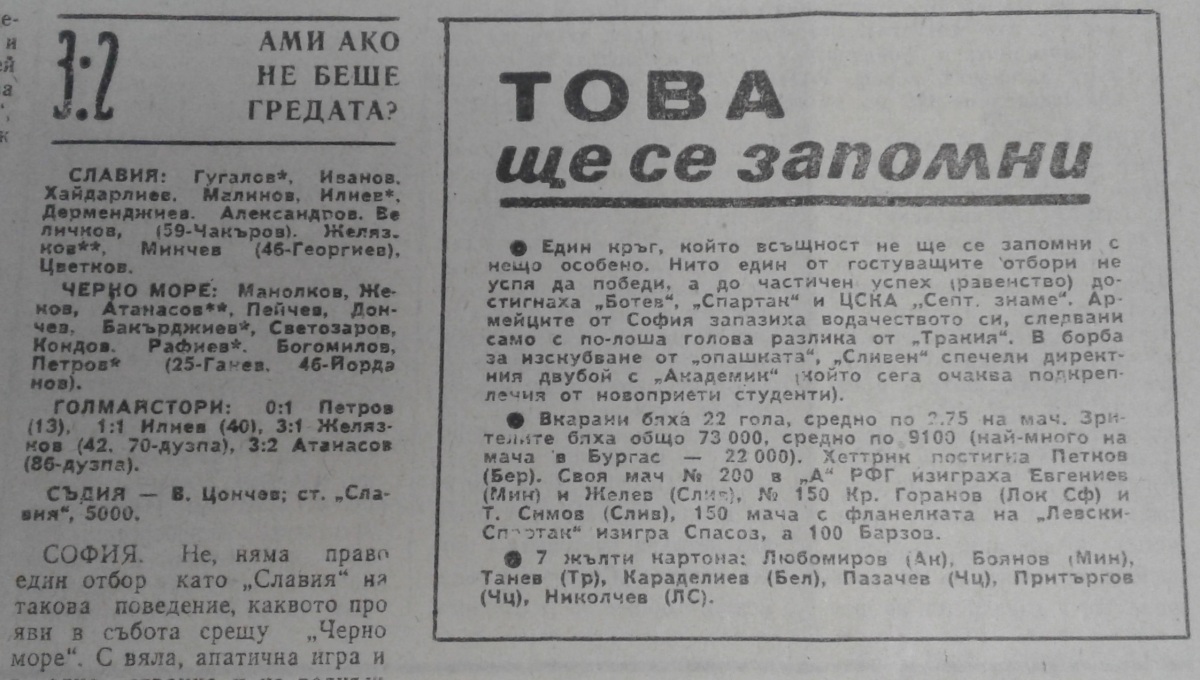 е-
и
ей
а
“,
к
3:2
АМИ АКО
НЕ БЕШЕ
ГРЕДАТА?
СЛАВИЯ: Гугалов*, Иванов,
Хайдарлиев, Малинов, Илиев*,
Дерменджиев. Александров. Ве
личков, (59-Чакъров). Желяз-
ков**, Минчев (46-Георгиев),
Цветков.
ЧЕРНО МОРЕ: Манолков, Же-
ков, Атанасов**, Пейчев, Дон-
чев, Бакърджиев*, Светозаров,
Кондов. Рафиев*. Богомилов,
Петров* (25-Ганев. 46-Йорда
нов).
ГОЛМАЙСТОРИ: 0:1 Петров
(13), 1:1 Илиев (40), 3:1 Желяз-
ков (42, 70-дузпа), 3:2 Атанасов
(86-дузпа).
СЪДИЯ — В. Цончев; ст. „Сла-
вия“, 5000.
СОФИЯ. Не, няма право
един отбор като „Славия“ на
такова поведение, каквото про
яви в събота срещу „Черно
море“. С вяла, апатична игра и
ТОВА
ще се запомни
● Един кръг, който всъщност не ще се запомни с
нещо особено. Нито един от гостуващите отбори не
успя да победи, а до частичен успех (равенство) до-
стигнаха „Ботев“, „Спартак“ и ЦСКА „Септ. знаме“. Ар-
мейците от София запазиха водачеството си, следвани
само с по-лоша голова разлика от „Тракия“. В борба
за изскубване от „опашката“, „Сливен“ спечели директ-
ния двубой с „Академик“ (който сега очаква подкреп-
ления от новоприети студенти).
● Вкарани бяха 22 гола, средно по 2.75 на мач. Зри-
телите бяха общо 73 000, средно по 9100 (най-много на
мача в Бургас — 22 000). Хеттрик постигна Петков
(Бер). Своя мач № 200 в „А“ РФГ изиграха Евгениев
(Мин) и Желев (Слив), № 150 Кр. Горанов (Лок Сф) и
Т. Симов (Слив), 150 мача с фланелката на „Левски-
Спартак“ изигра Спасов, а 100 Барзов.
● 7 жълти картона: Любомиров (Ак), Боянов (Мин),
Танев (Тр), Караделиев (Бел), Пазачев (Чц), Притъргов
(Чц), Николчев (ЛС).